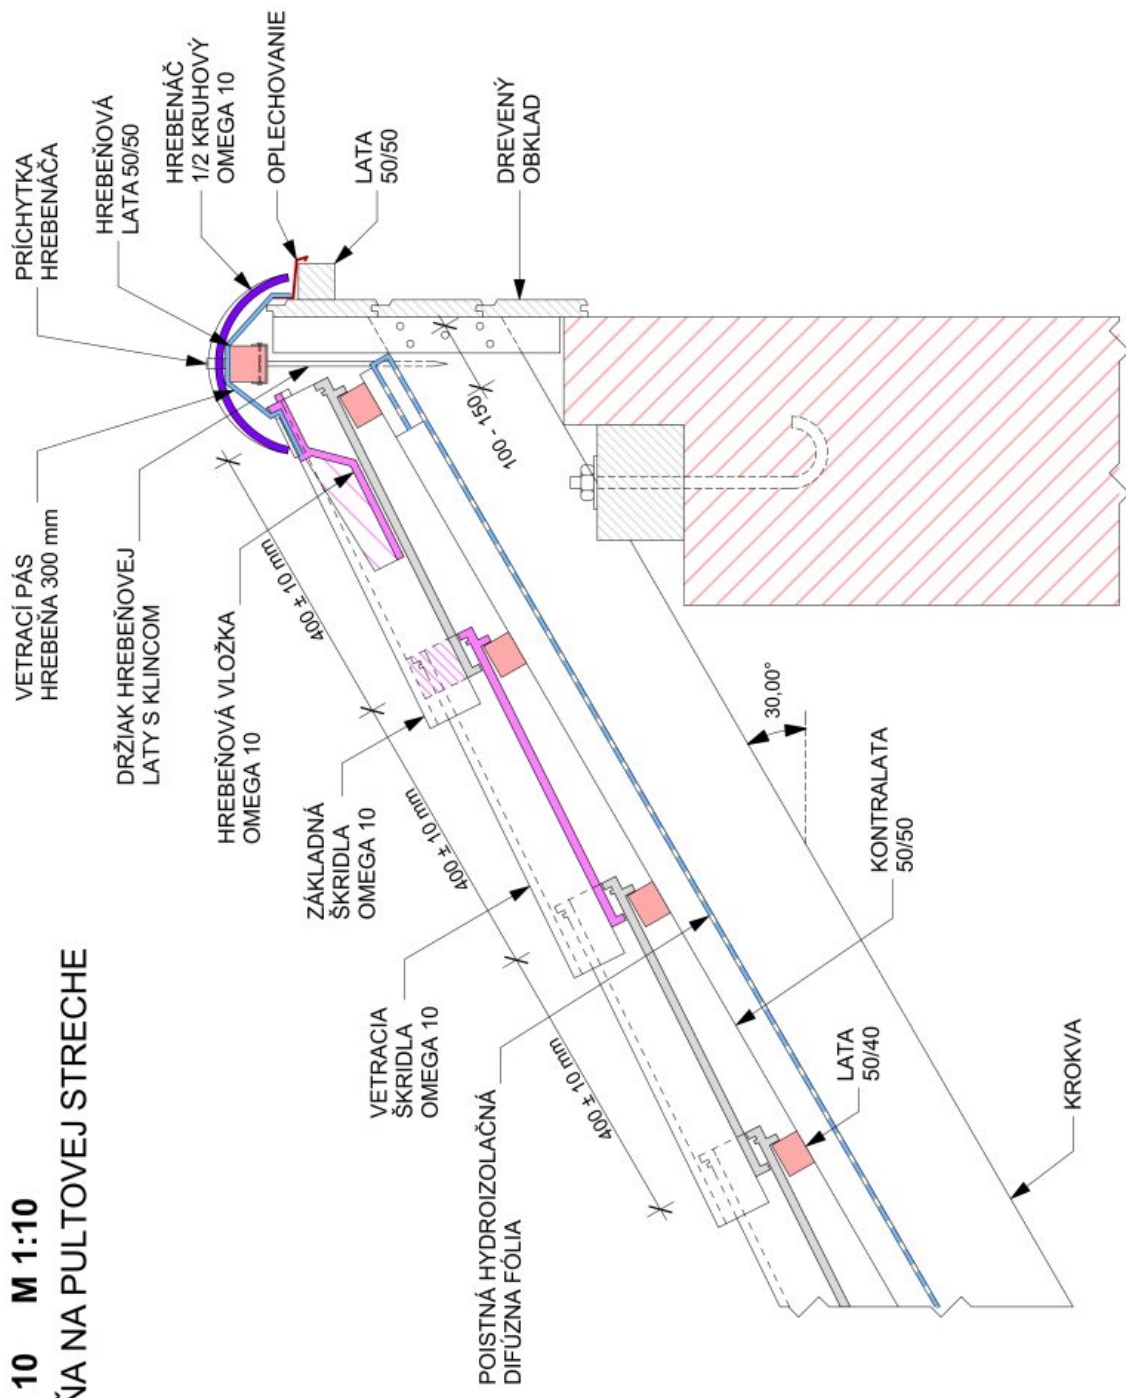 10 M 1:10
ŇA NA PULTOVEJ STRECHE
VETRACÍ PÁS
HREBEŇA 300 mm
PRÍCHYTKA
HREBENÁČA
HREBEŇOVÁ
LATA 50/50
HREBENÁČ
1/2 KRUHOVÝ
OMEGA 10
OPLECHOVANIE
LATA
50/50
DREVENÝ
OBKLAD
DRŽIAK HREBEŇOVEJ
LATY S KLINCOM
HREBEŇOVÁ VLOŽKA
OMEGA 10
ZÁKLADNÁ
ŠKRIDLA
OMEGA 10
VETRACIA
ŠKRIDLA
OMEGA 10
POISTNÁ HYDROIZOLAČNÁ
DIFÚZNA FÓLIA
400 ± 10 mm
400 ± 10 mm
400 ± 10 mm
100 - 150
30,00°
KONTRALATA
50/50
LATA
50/40
KROKVA